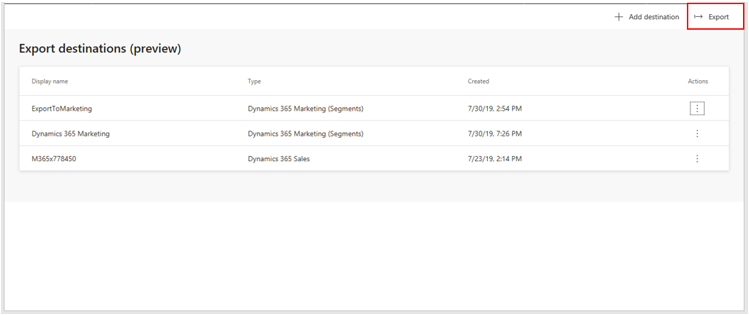 Add destination Export
Export destinations (preview)
Display name Type Created Actions
ExportToMarketing Dynamics 365 Marketing (Segments) 7/30/19, 2:54 PM
Dynamics 365 Marketing Dynamics 365 Marketing (Segments) 7/30/19, 7:26 PM
M365x778450 Dynamics 365 Sales 7/23/19, 2:14 PM